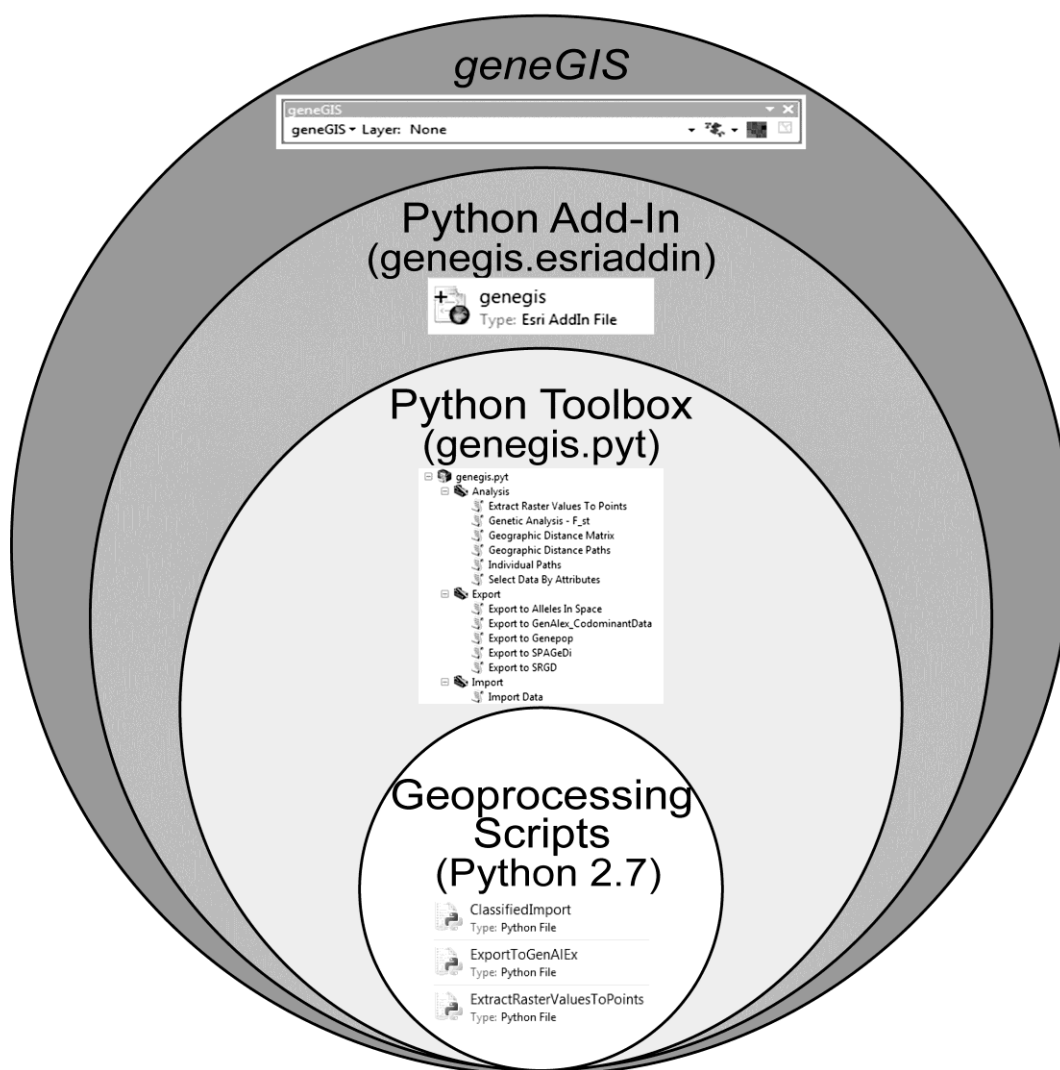 geneGIS
geneGIS
geneGIS Layer: None
Python Add-In
(genegis.esriaddin)
genegis
Type: Esri AddIn File
Python Toolbox
(genegis.pyt)
genegis.pyt
Analysis
Extract Raster Values To Points
Genetic Analysis - F_st
Geographic Distance Matrix
Geographic Distance Paths
Individual Paths
Select Data By Attributes
Export
Export to Alleles In Space
Export to GenAlex_CodominantData
Export to Genepop
Export to SPAGeDi
Export to SRGD
Import
Import Data
Geoprocessing
Scripts
(Python 2.7)
ClassifiedImport
Type: Python File
ExportToGenAlEx
Type: Python File
ExtractRasterValuesToPoints
Type: Python File